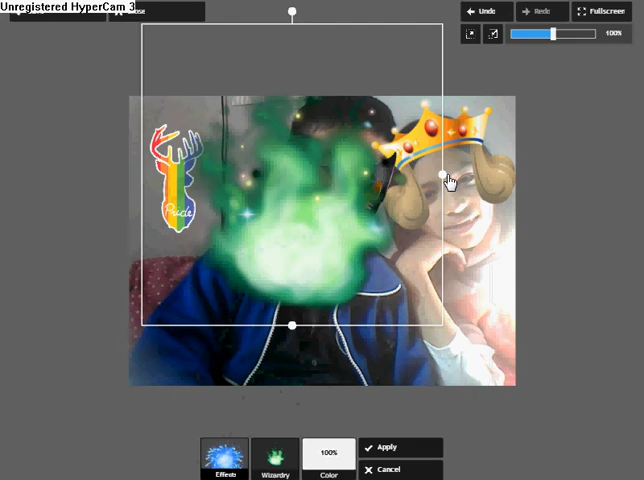 Unregistered HyperCam 3
Undo
Redo
Fullscreen
100%
Pride
100%
Effects
Wizardry
Color
Apply
Cancel